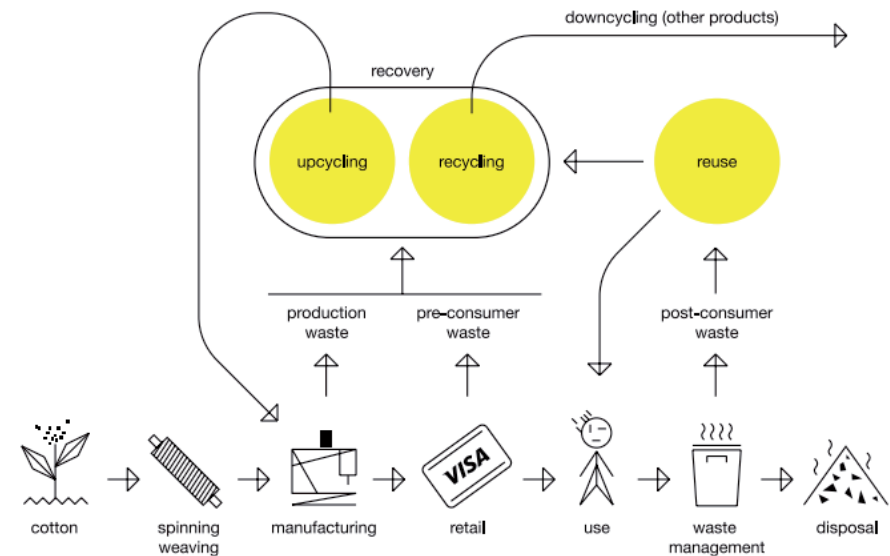 downcycling (other products)
recovery
upcycling
recycling
reuse
production
waste
pre-consumer
waste
post-consumer
waste
VISA
cotton
spinning
weaving
manufacturing
retail
use
waste
management
disposal